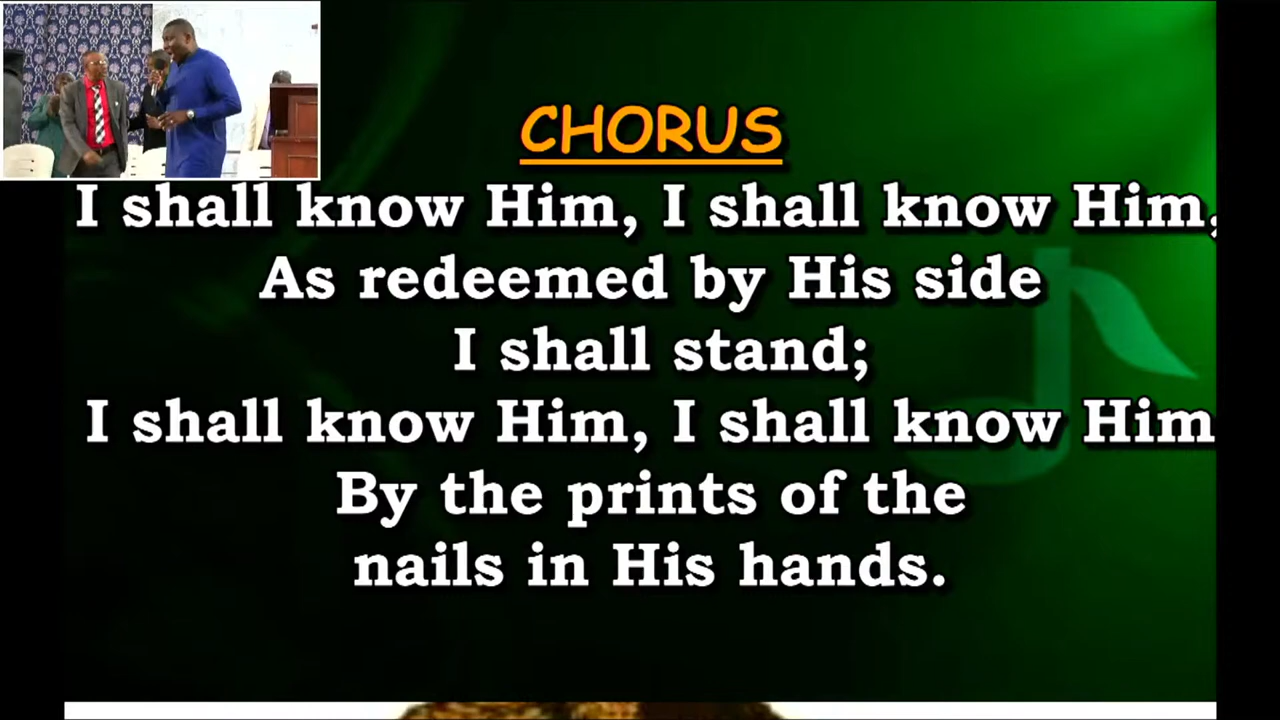 CHORUS
I shall know Him, I shall know Him,
As redeemed by His side
I shall stand;
I shall know Him, I shall know Him
By the prints of the
nails in His hands.